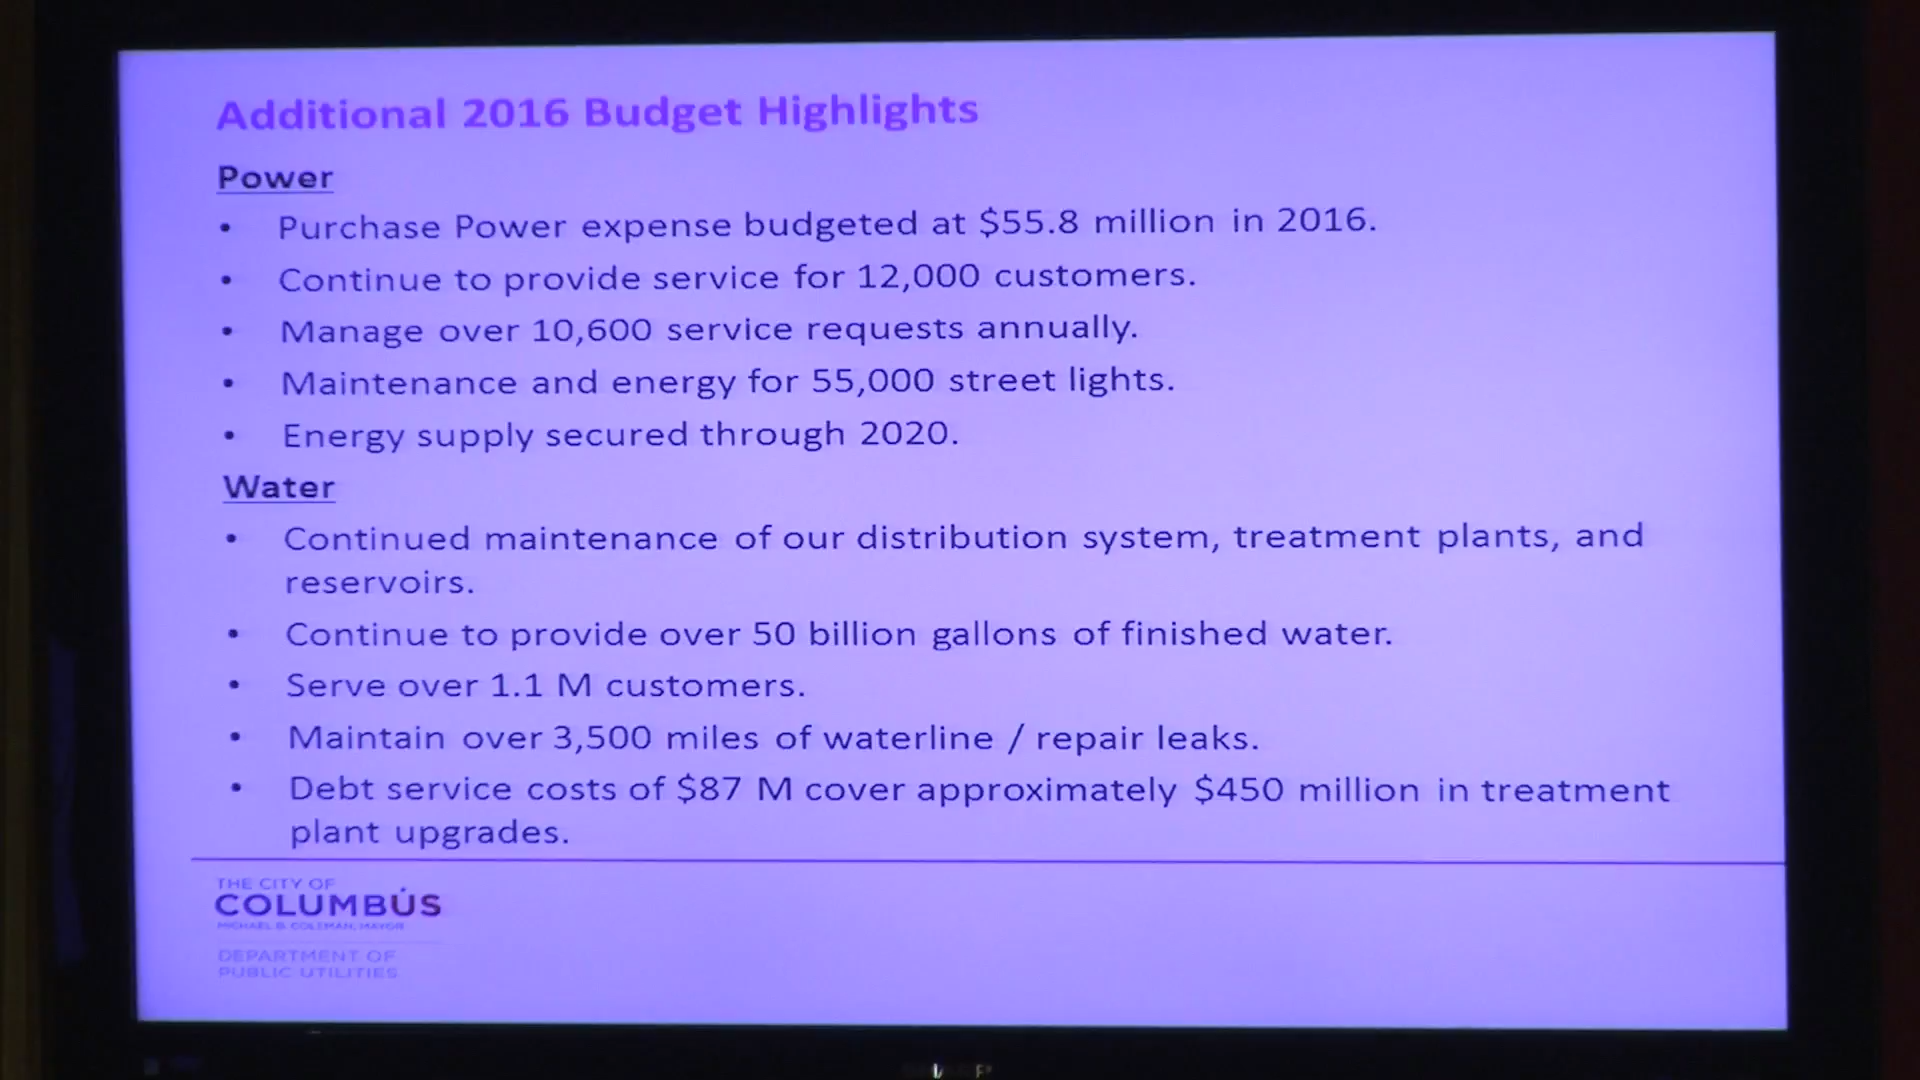 Additional 2016 Budget Highlights
Power
• Purchase Power expense budgeted at $55.8 million in 2016.
• Continue to provide service for 12,000 customers.
• Manage over 10,600 service requests annually.
• Maintenance and energy for 55,000 street lights.
• Energy supply secured through 2020.
Water
• Continued maintenance of our distribution system, treatment plants, and
reservoirs.
• Continue to provide over 50 billion gallons of finished water.
• Serve over 1.1 M customers.
• Maintain over 3,500 miles of waterline / repair leaks.
• Debt service costs of $87 M cover approximately $450 million in treatment
plant upgrades.
THE CITY OF
COLUMBÚS
MICHAEL B. COLEMAN, MAYOR
DEPARTMENT OF
PUBLIC UTILITIES